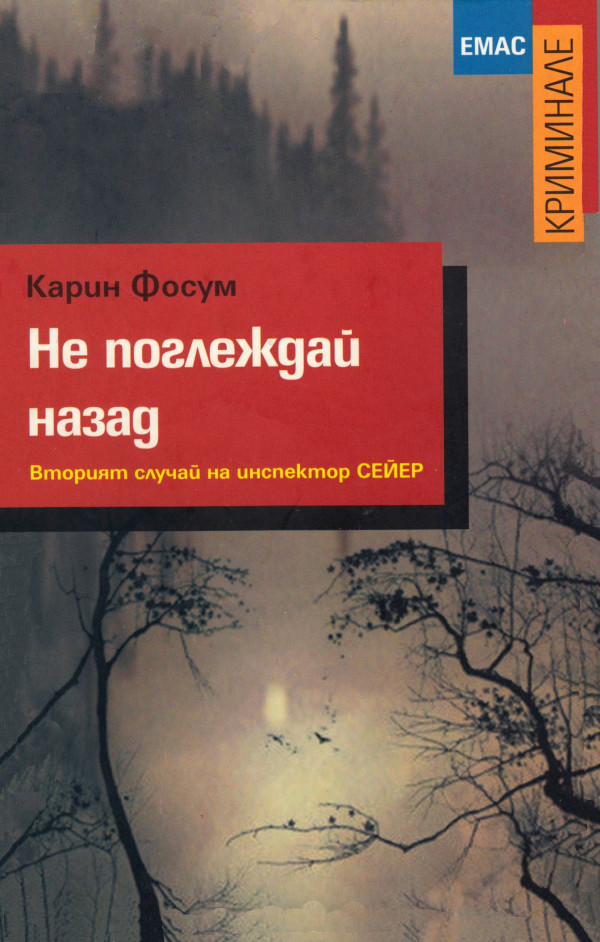 ЕМАС
КРИМИНАЛЕ
Карин Фосум
Не поглеждай
назад
Вторият случай на инспектор СЕЙЕР